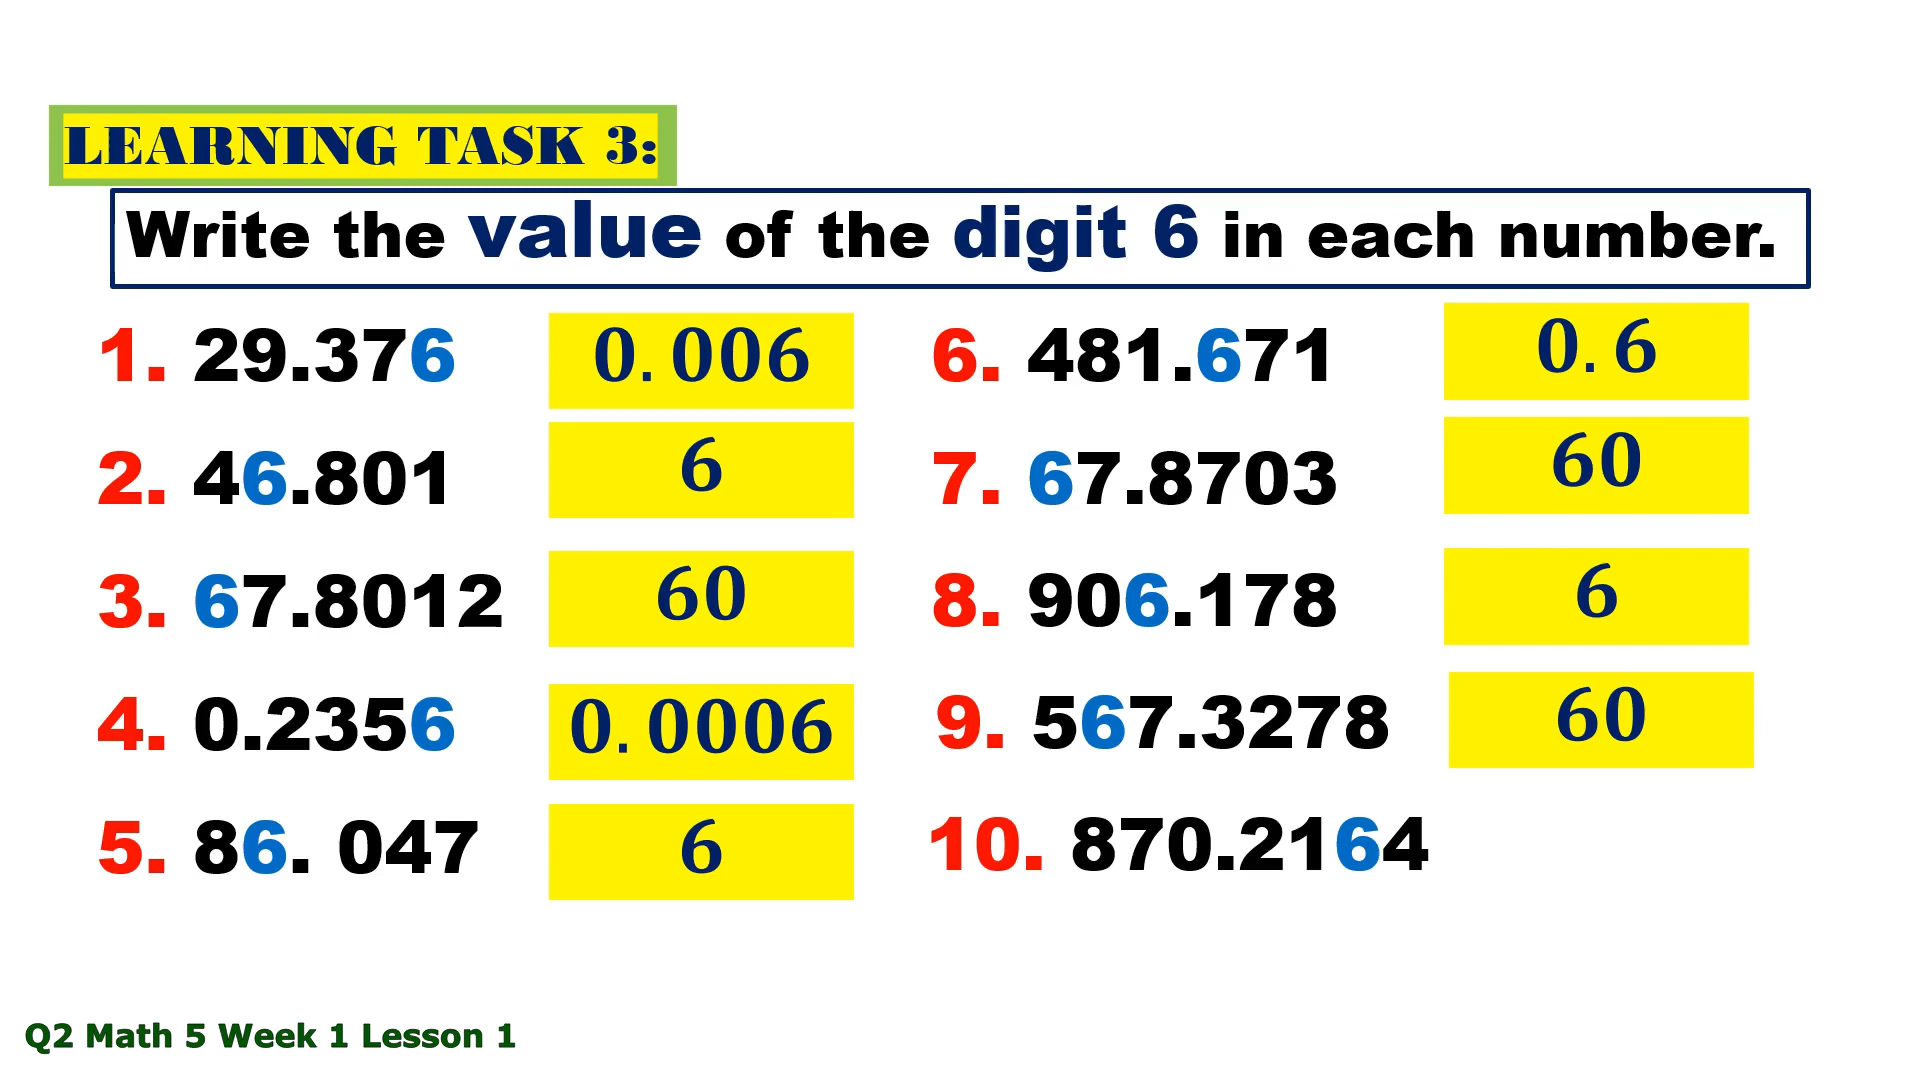 LEARNING TASK 3:
Write the value of the digit 6 in each number.
1. 29.376 0.006
2. 46.801 6
3. 67.8012 60
4. 0.2356 0.0006
5. 86. 047 6
6. 481.671 0.6
7. 67.8703 60
8. 906.178 6
9. 567.3278 60
10. 870.2164
Q2 Math 5 Week 1 Lesson 1